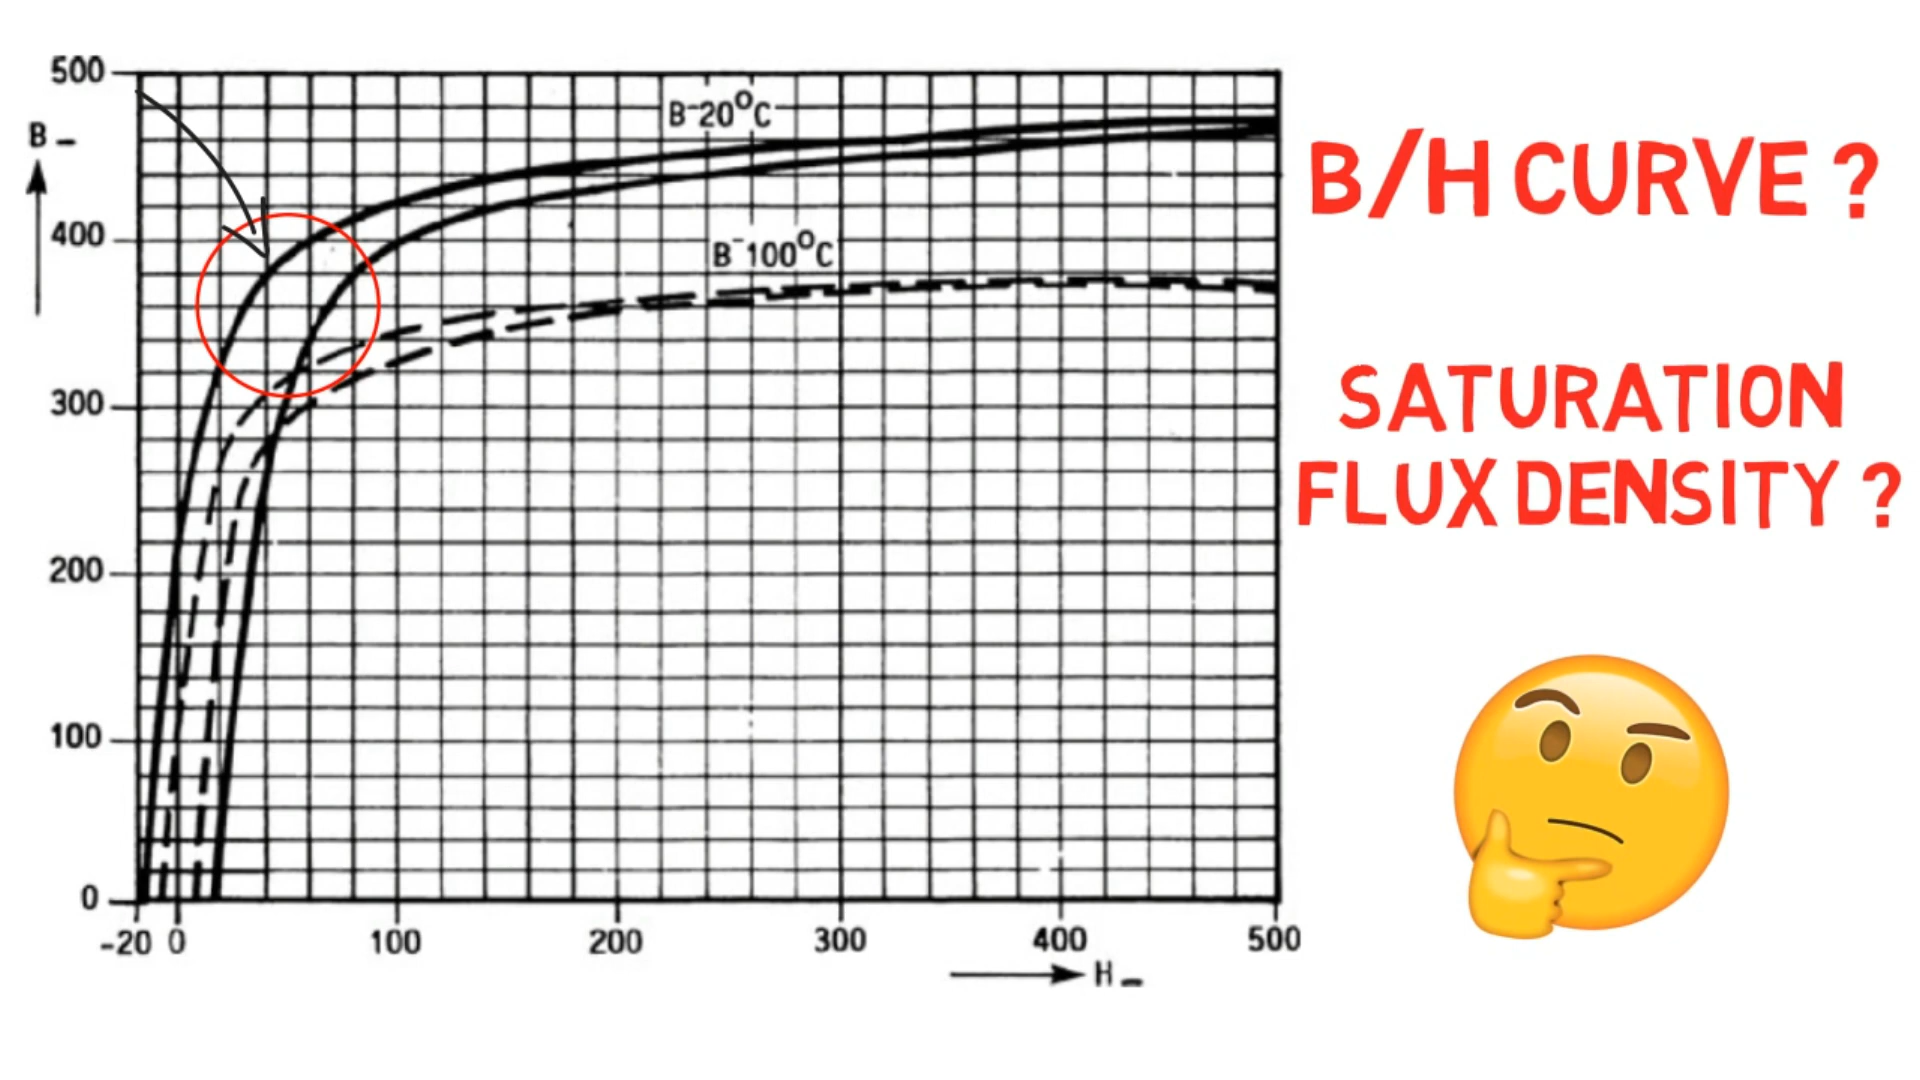 500
B -
400
300
200
100
0
-20 0 100 200 300 400 500
H -
B-20°C
B-100°C
B/H CURVE ?
SATURATION
FLUX DENSITY ?